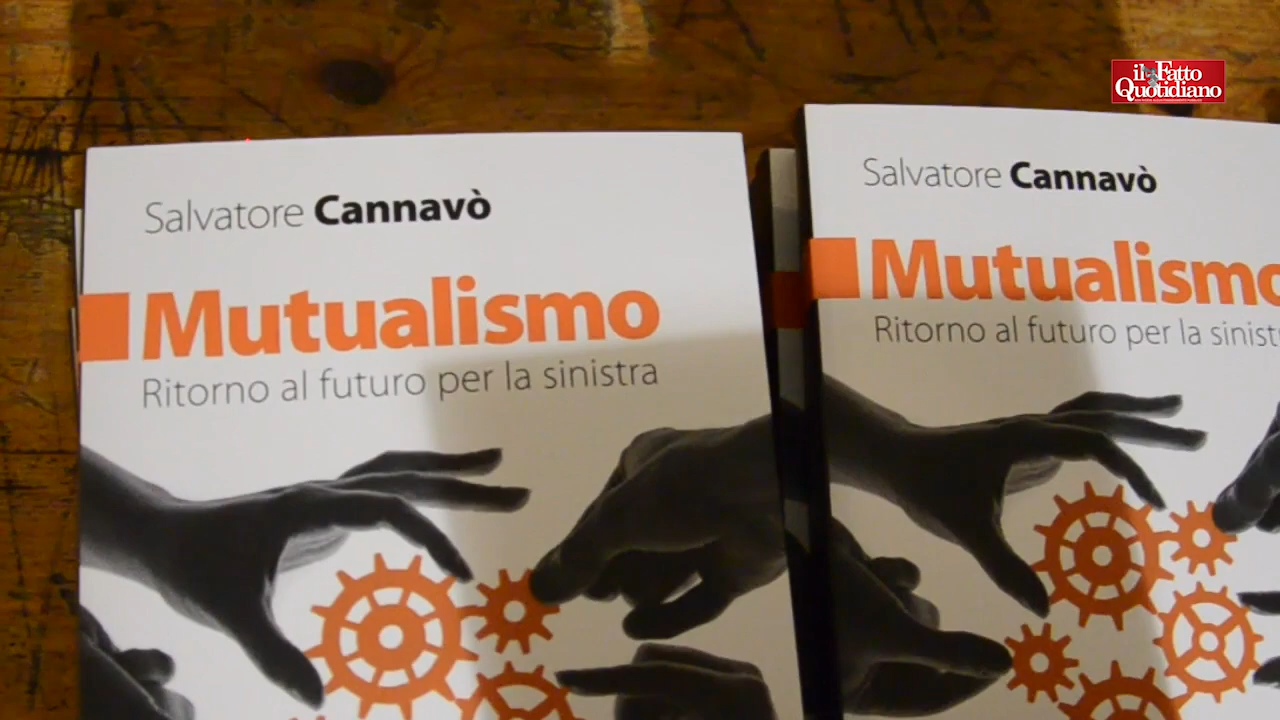 il Fatto
Quotidiano
Salvatore Cannavò
Mutualismo
Ritorno al futuro per la sinistra
Salvatore Cannavò
Mutualismo
Ritorno al futuro per la sinist